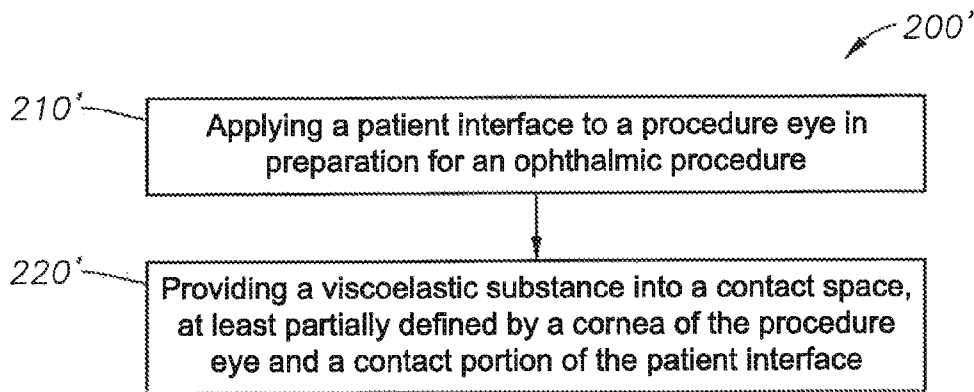 200'
210'
Applying a patient interface to a procedure eye in
preparation for an ophthalmic procedure
220'
Providing a viscoelastic substance into a contact space,
at least partially defined by a cornea of the procedure
eye and a contact portion of the patient interface